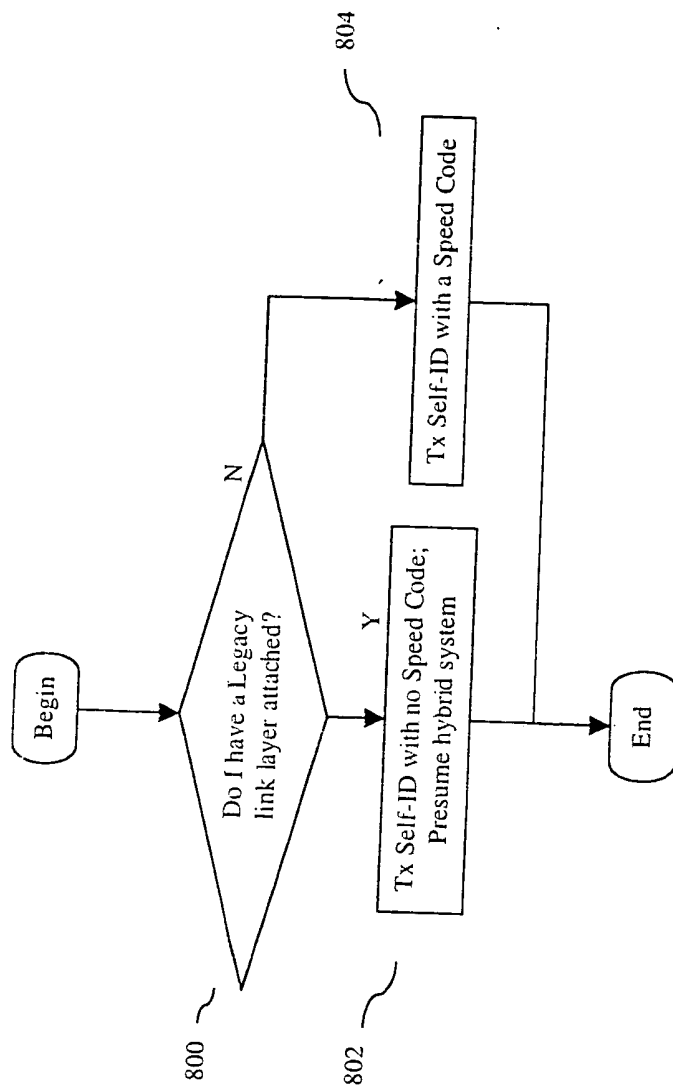 Begin
800
Do I have a Legacy
link layer attached?
N
Y
802
Tx Self-ID with no Speed Code;
Presume hybrid system
804
Tx Self-ID with a Speed Code
End